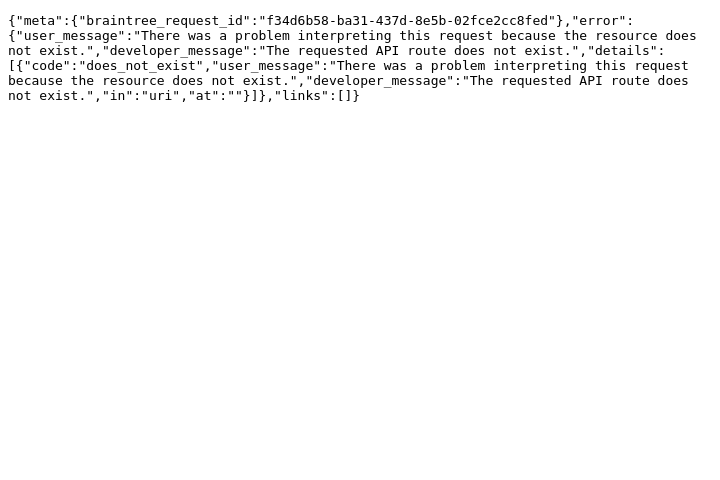 {"meta":{"braintree_request_id":"f34d6b58-ba31-437d-8e5b-02fce2cc8fed"},"error":
{"user_message":"There was a problem interpreting this request because the resource does
not exist.","developer_message":"The requested API route does not exist.","details":
[{"code":"does_not_exist","user_message":"There was a problem interpreting this request
because the resource does not exist.","developer_message":"The requested API route does
not exist.","in":"uri","at":""}]},"links":[]}